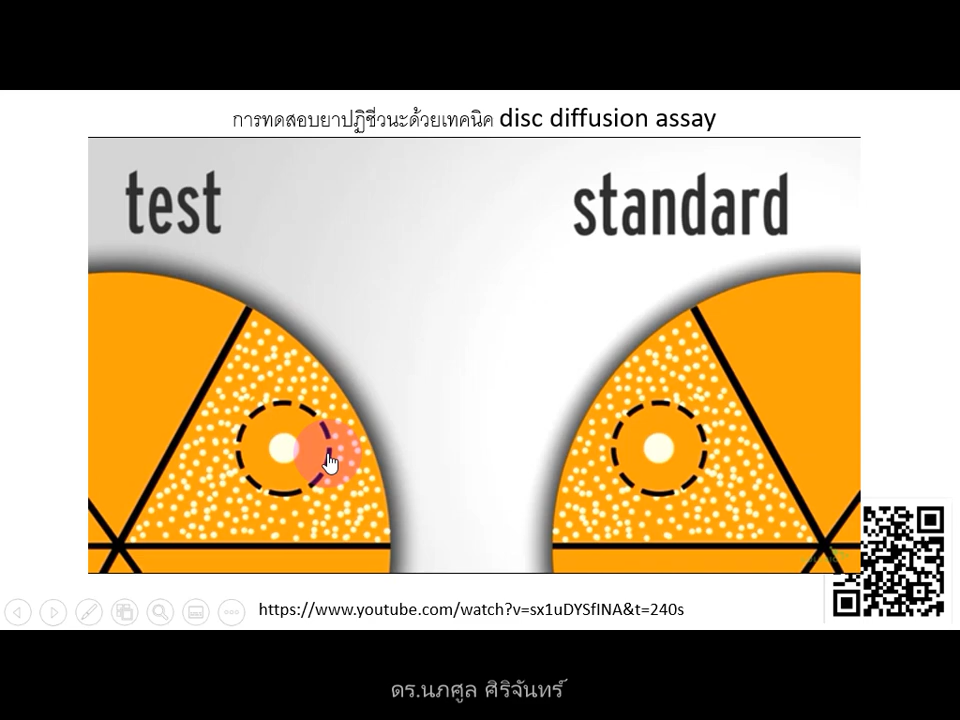 การทดสอบยาปฏิชีวนะด้วยเทคนิค disc diffusion assay
test
standard
https://www.youtube.com/watch?v=sx1uDYSfINA&t=240s
ดร.นภศูล ศิริจันทร์